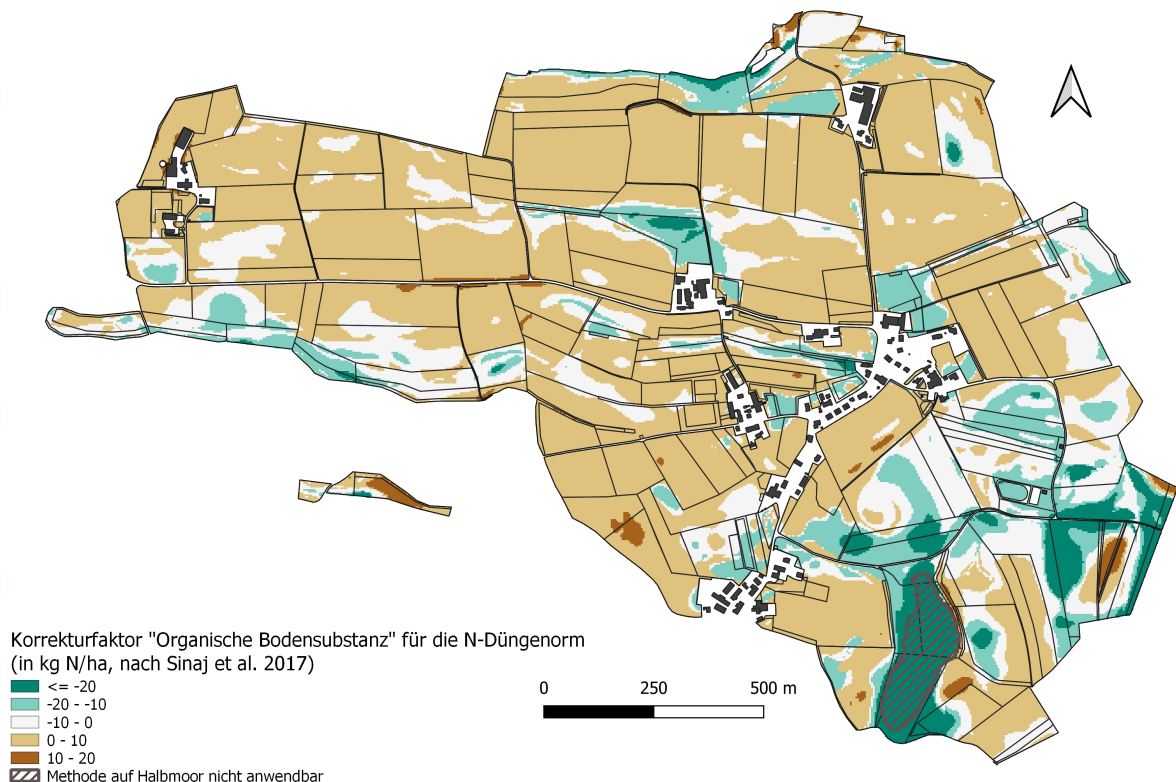 Korrekturfaktor "Organische Bodensubstanz" für die N-Düngenorm
(in kg N/ha, nach Sinaj et al. 2017)
<= -20
-20 - -10
-10 - 0
0 - 10
10 - 20
Methode auf Halbmoor nicht anwendbar
0 250 500 m